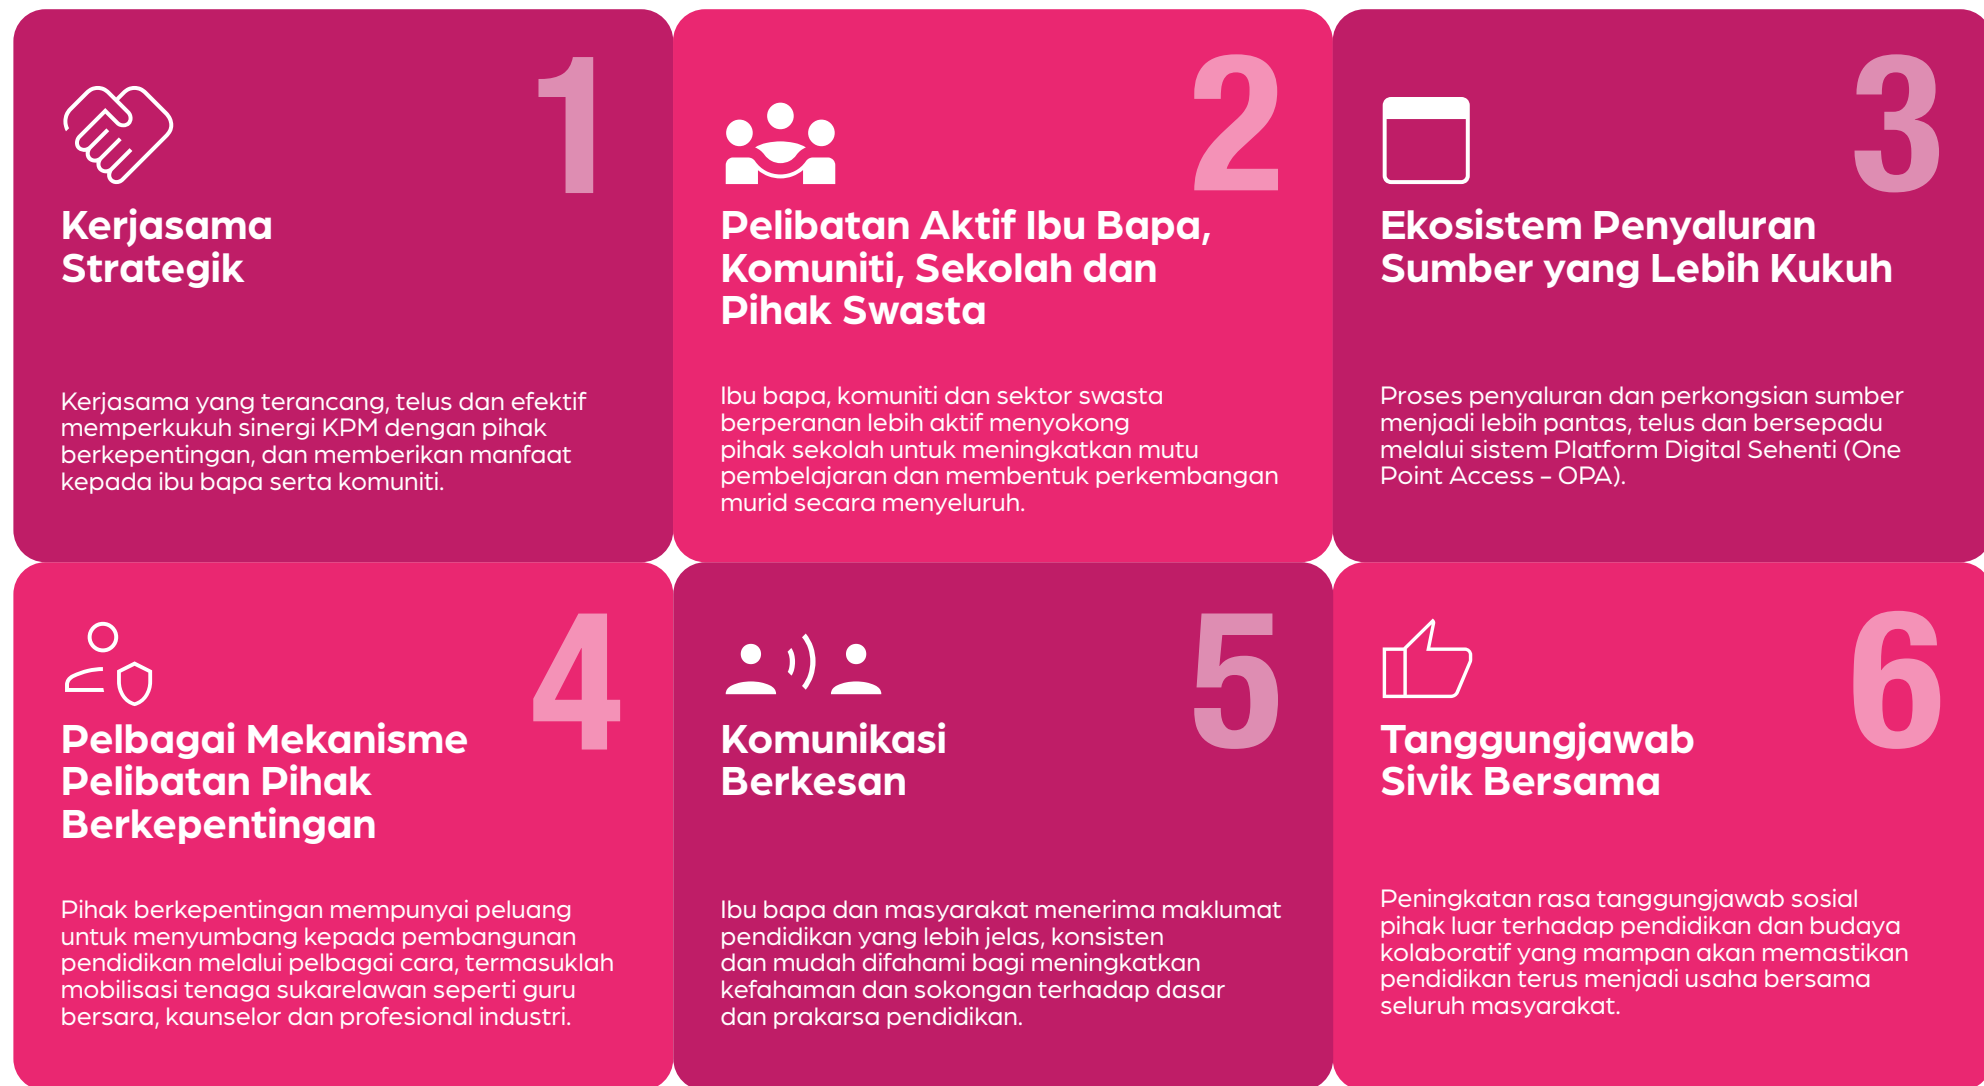 1
Kerjasama
Strategik
Kerjasama yang terancang, telus dan efektif
memperkukuh sinergi KPM dengan pihak
berkepentingan, dan memberikan manfaat
kepada ibu bapa serta komuniti.
2
Pelibatan Aktif Ibu Bapa,
Komuniti, Sekolah dan
Pihak Swasta
Ibu bapa, komuniti dan sektor swasta
berperanan lebih aktif menyokong
pihak sekolah untuk meningkatkan mutu
pembelajaran dan membentuk perkembangan
murid secara menyeluruh.
3
Ekosistem Penyaluran
Sumber yang Lebih Kukuh
Proses penyaluran dan perkongsian sumber
menjadi lebih pantas, telus dan bersepadu
melalui sistem Platform Digital Sehenti (One
Point Access - OPA).
4
Pelbagai Mekanisme
Pelibatan Pihak
Berkepentingan
Pihak berkepentingan mempunyai peluang
untuk menyumbang kepada pembangunan
pendidikan melalui pelbagai cara, termasuklah
mobilisasi tenaga sukarelawan seperti guru
bersara, kaunselor dan profesional industri.
5
Komunikasi
Berkesan
Ibu bapa dan masyarakat menerima maklumat
pendidikan yang lebih jelas, konsisten
dan mudah difahami bagi meningkatkan
kefahaman dan sokongan terhadap dasar
dan prakarsa pendidikan.
6
Tanggungjawab
Sivik Bersama
Peningkatan rasa tanggungjawab sosial
pihak luar terhadap pendidikan dan budaya
kolaboratif yang mampan akan memastikan
pendidikan terus menjadi usaha bersama
seluruh masyarakat.